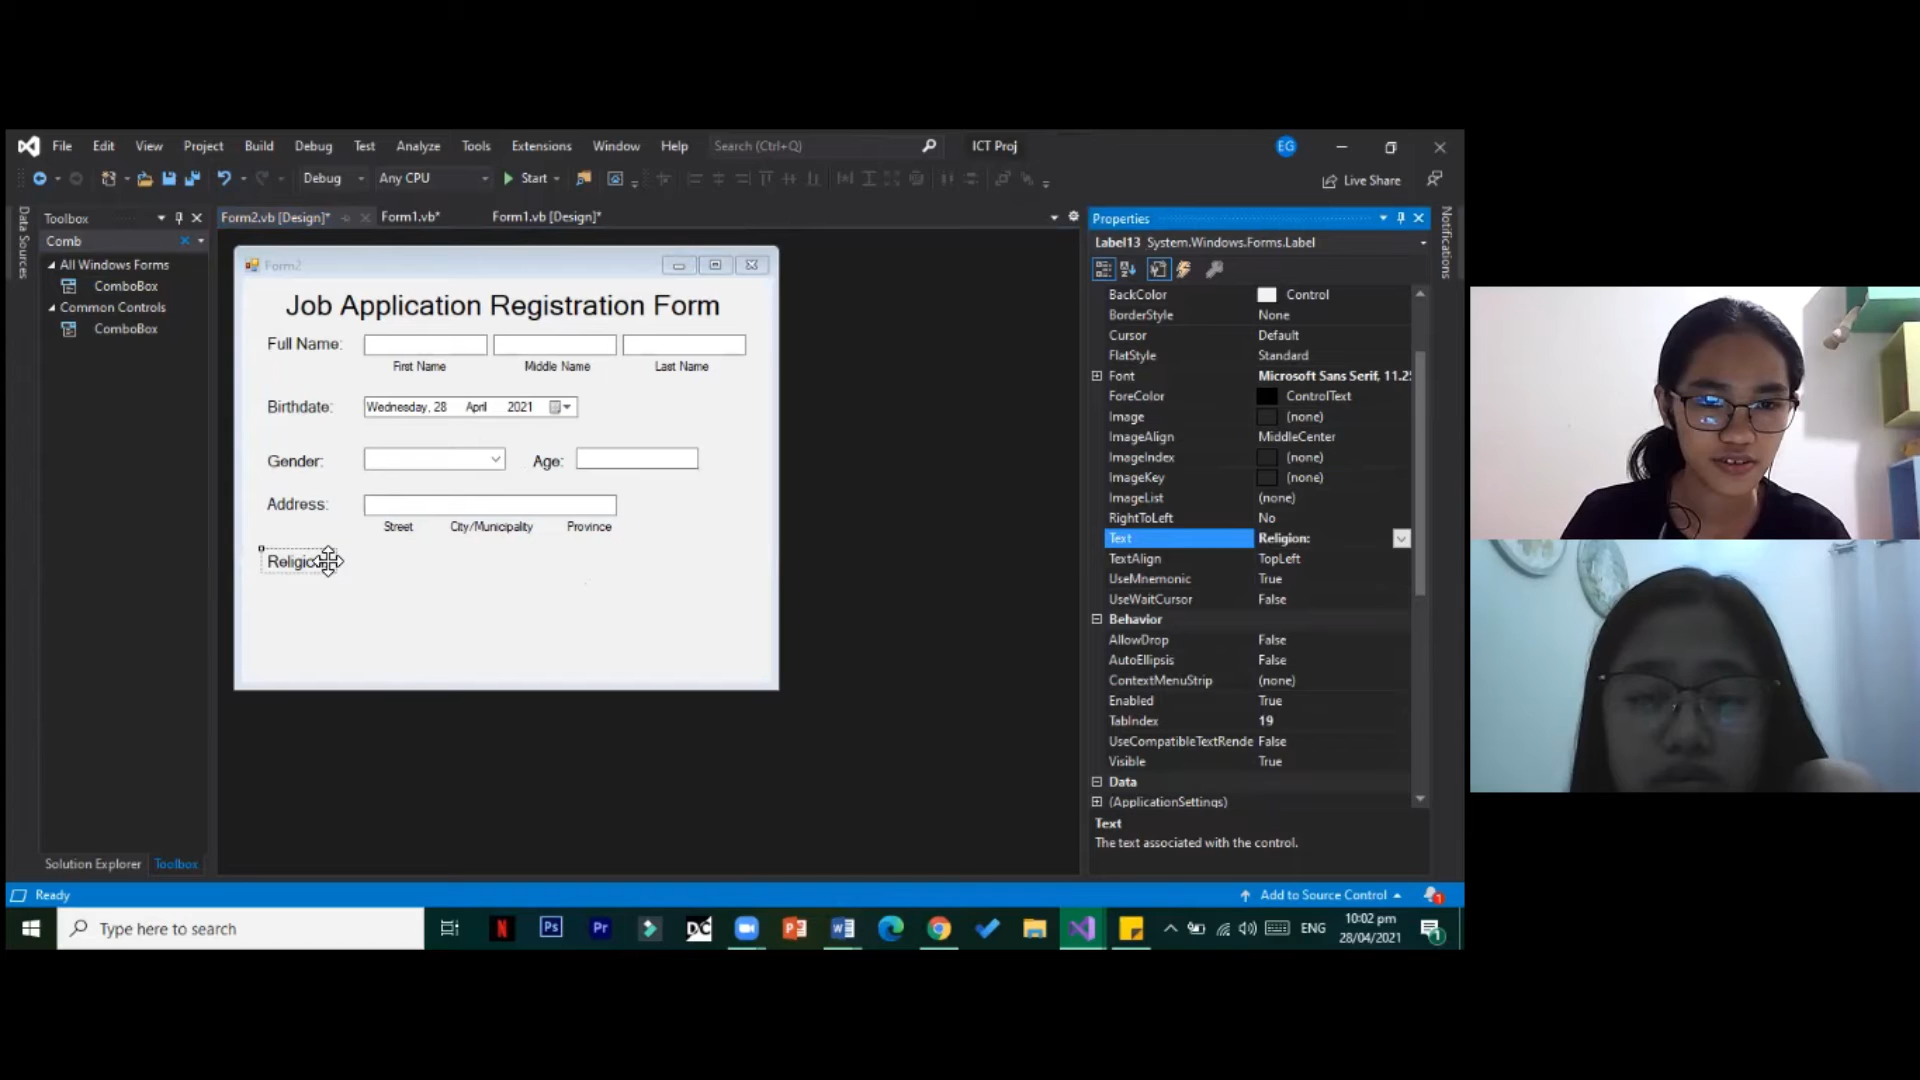 File Edit View Project Build Debug Test Analyze Tools Extensions Window Help Search (Ctrl+Q) ICT Proj EG
Debug Any CPU Start Live Share
Data Sources
Toolbox
Comb
All Windows Forms
ComboBox
Common Controls
ComboBox
Solution Explorer Toolbox
Form2.vb [Design]* Form1.vb* Form1.vb [Design]*
Form2
Job Application Registration Form
Full Name:
First Name Middle Name Last Name
Birthdate: Wednesday, 28 April 2021
Gender: Age:
Address:
Street City/Municipality Province
Properties
Label13 System.Windows.Forms.Label
BackColor Control
BorderStyle None
Cursor Default
FlatStyle Standard
Font Microsoft Sans Serif, 11.25
ForeColor ControlText
Image (none)
ImageAlign MiddleCenter
ImageIndex (none)
ImageKey (none)
ImageList (none)
RightToLeft No
Text Religion:
TextAlign TopLeft
UseMnemonic True
UseWaitCursor False
Behavior
AllowDrop False
AutoEllipsis False
ContextMenuStrip (none)
Enabled True
TabIndex 19
UseCompatibleTextRende False
Visible True
Data
(ApplicationSettings)
Text
The text associated with the control.
Notifications
Ready Add to Source Control 1
Type here to search
N Ps Pr DC P W
ENG 10:02 pm
28/04/2021
1